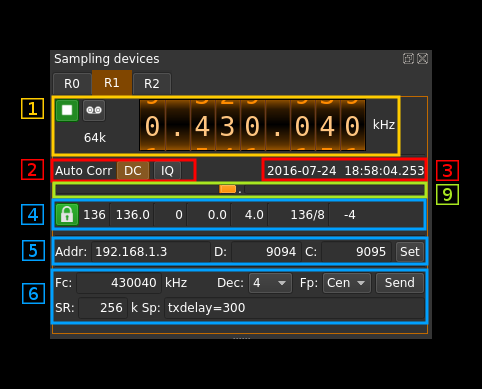 Sampling devices
R0 R1 R2
1
0.430.040 kHz
64k
2 Auto Corr DC IQ 2016-07-24 18:58:04.253 3
9
4 136 136.0 0 0.0 4.0 136/8 -4
5 Addr: 192.168.1.3 D: 9094 C: 9095 Set
6 Fc: 430040 kHz Dec: 4 Fp: Cen Send
SR: 256 k Sp: txdelay=300